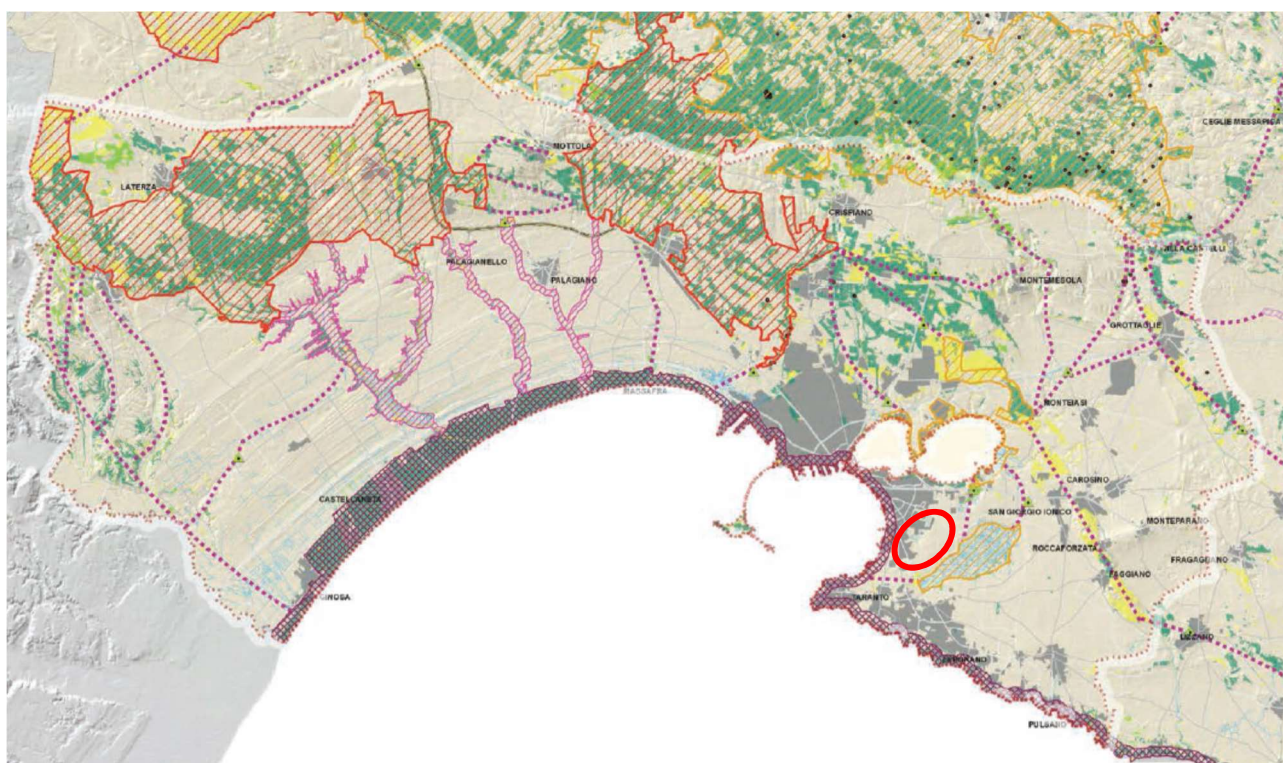 CEGLIE MESSAPICA
MOTTOLA
LATERZA
CRISPIANO
PALAGIANELLO
PALAGIANO
MONTEMESOLA
GROTTAGLIE
MASSAFRA
MONTEIASI
CASTELLANETA
CAROSINO
SAN GIORGIO IONICO
MONTEPARANO
ROCCAFORZATA
FRAGAGNANO
FAGGIANO
GINOSA
TARANTO
LIZZANO
LEPORANO
PULSANO